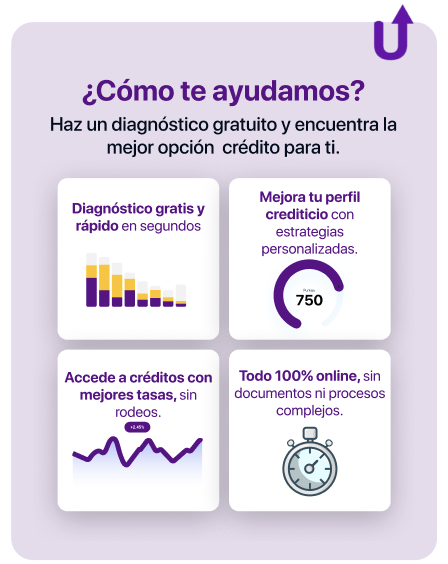 ¿Cómo te ayudamos?
Haz un diagnóstico gratuito y encuentra la
mejor opción crédito para ti.
Diagnóstico gratis y
rápido en segundos
Mejora tu perfil
crediticio con
estrategias
personalizadas.
Puntaje
750
Accede a créditos con
mejores tasas, sin
rodeos.
+2.45%
Todo 100% online, sin
documentos ni procesos
complejos.